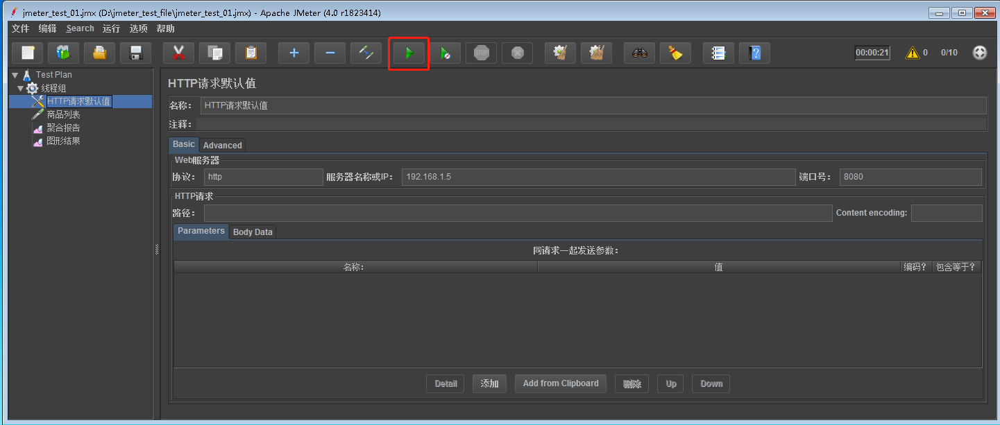 jmeter_test_01.jmx (D:\jmeter_test_file\jmeter_test_01.jmx) - Apache JMeter (4.0 r1823414)
文件 编辑 Search 运行 选项 帮助
STOP 00:00:21 0 0/10
Test Plan
线程组
HTTP请求默认值
商品列表
聚合报告
图形结果
HTTP请求默认值
名称： HTTP请求默认值
注释：
Basic Advanced
Web服务器
协议： http 服务器名称或IP： 192.168.1.5 端口号： 8080
HTTP请求
路径： Content encoding:
Parameters Body Data
同请求一起发送参数：
名称： 值 编码? 包含等于?
Detail 添加 Add from Clipboard 删除 Up Down